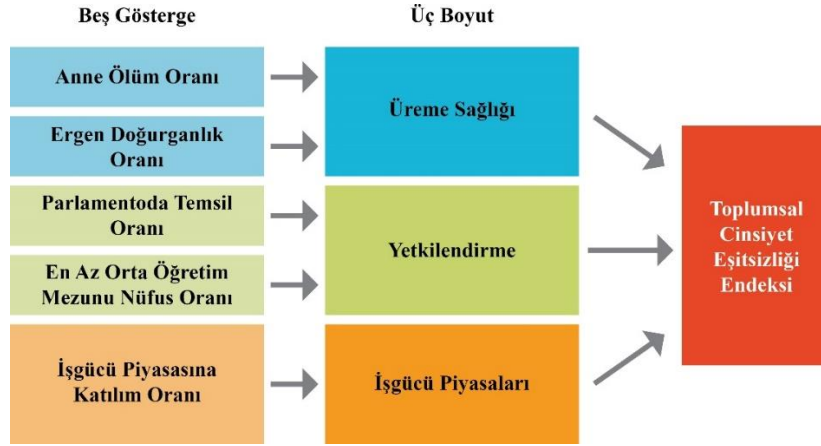 Beş Gösterge
Üç Boyut
Anne Ölüm Oranı
Ergen Doğurganlık
Oranı
Parlamentoda Temsil
Oranı
En Az Orta Öğretim
Mezunu Nüfus Oranı
İşgücü Piyasasına
Katılım Oranı
Üreme Sağlığı
Yetkilendirme
İşgücü Piyasaları
Toplumsal
Cinsiyet
Eşitsizliği
Endeksi